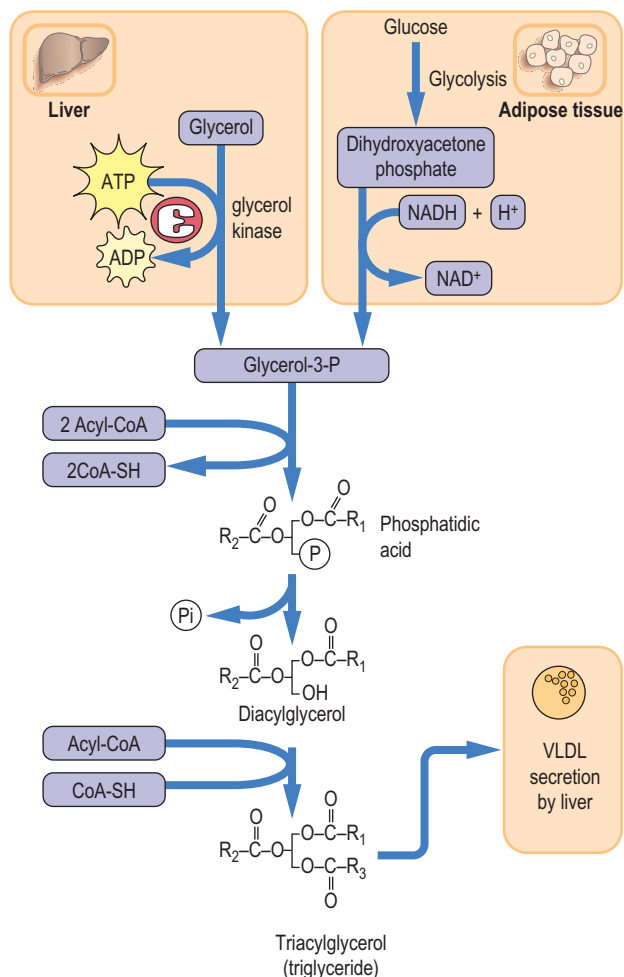 Liver
Glycerol
ATP
E
glycerol
kinase
ADP
Glucose
Glycolysis
Adipose tissue
Dihydroxyacetone
phosphate
NADH + H⁺
NAD⁺
Glycerol-3-P
2 Acyl-CoA
2CoA-SH
O O
O–C–R₁
R₂–C–O
P
Phosphatidic
acid
Pi
O
O O–C–R₁
R₂–C–O
OH
Diacylglycerol
Acyl-CoA
CoA-SH
O
O O–C–R₁
R₂–C–O
O–C–R₃
O
Triacylglycerol
(triglyceride)
VLDL
secretion
by liver